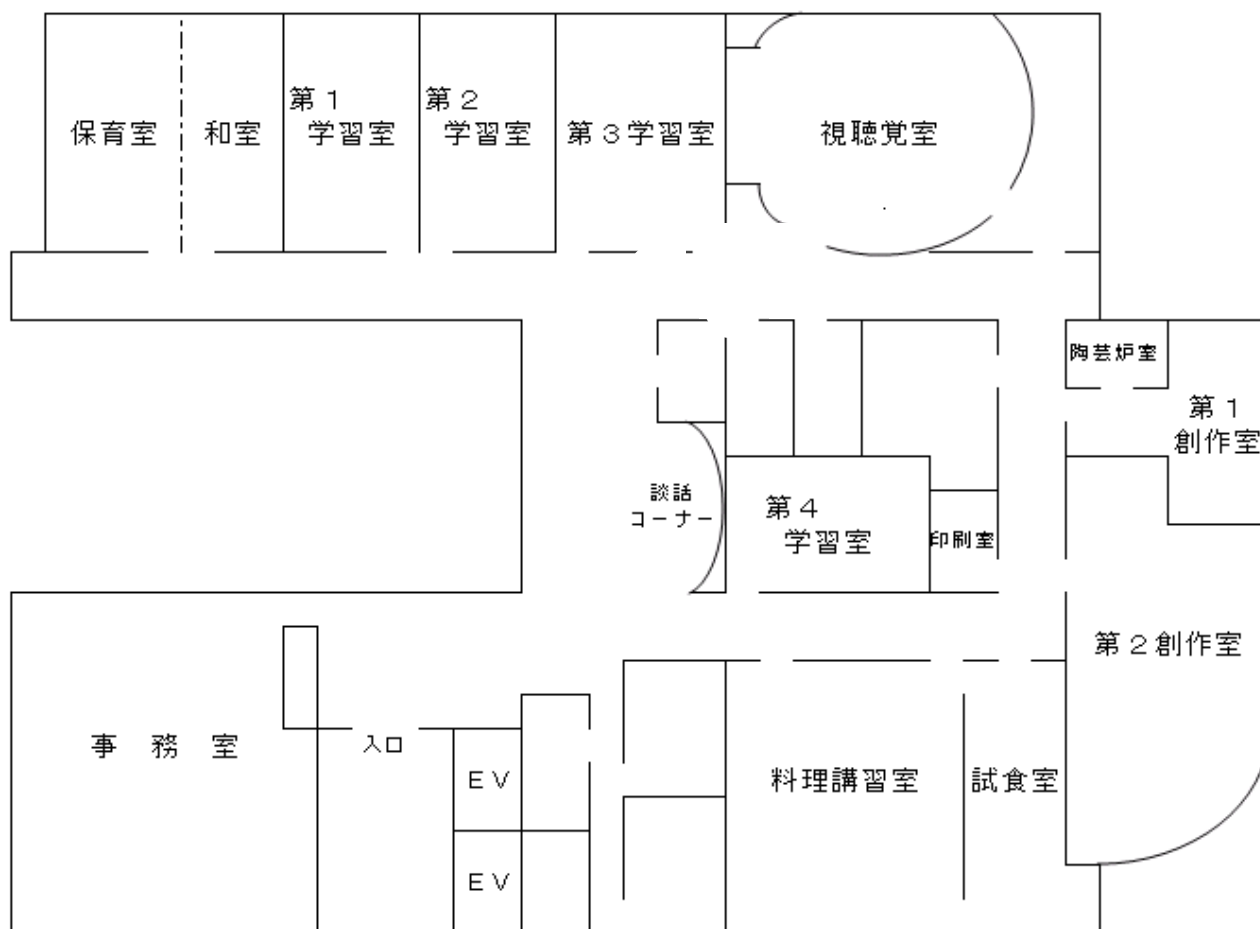 保育室
和室
第１
学習室
第２
学習室
第３学習室
視聴覚室
陶芸炉室
第１
創作室
談話
コーナー
第４
学習室
印刷室
第２創作室
事務室
入口
ＥＶ
料理講習室
試食室
ＥＶ